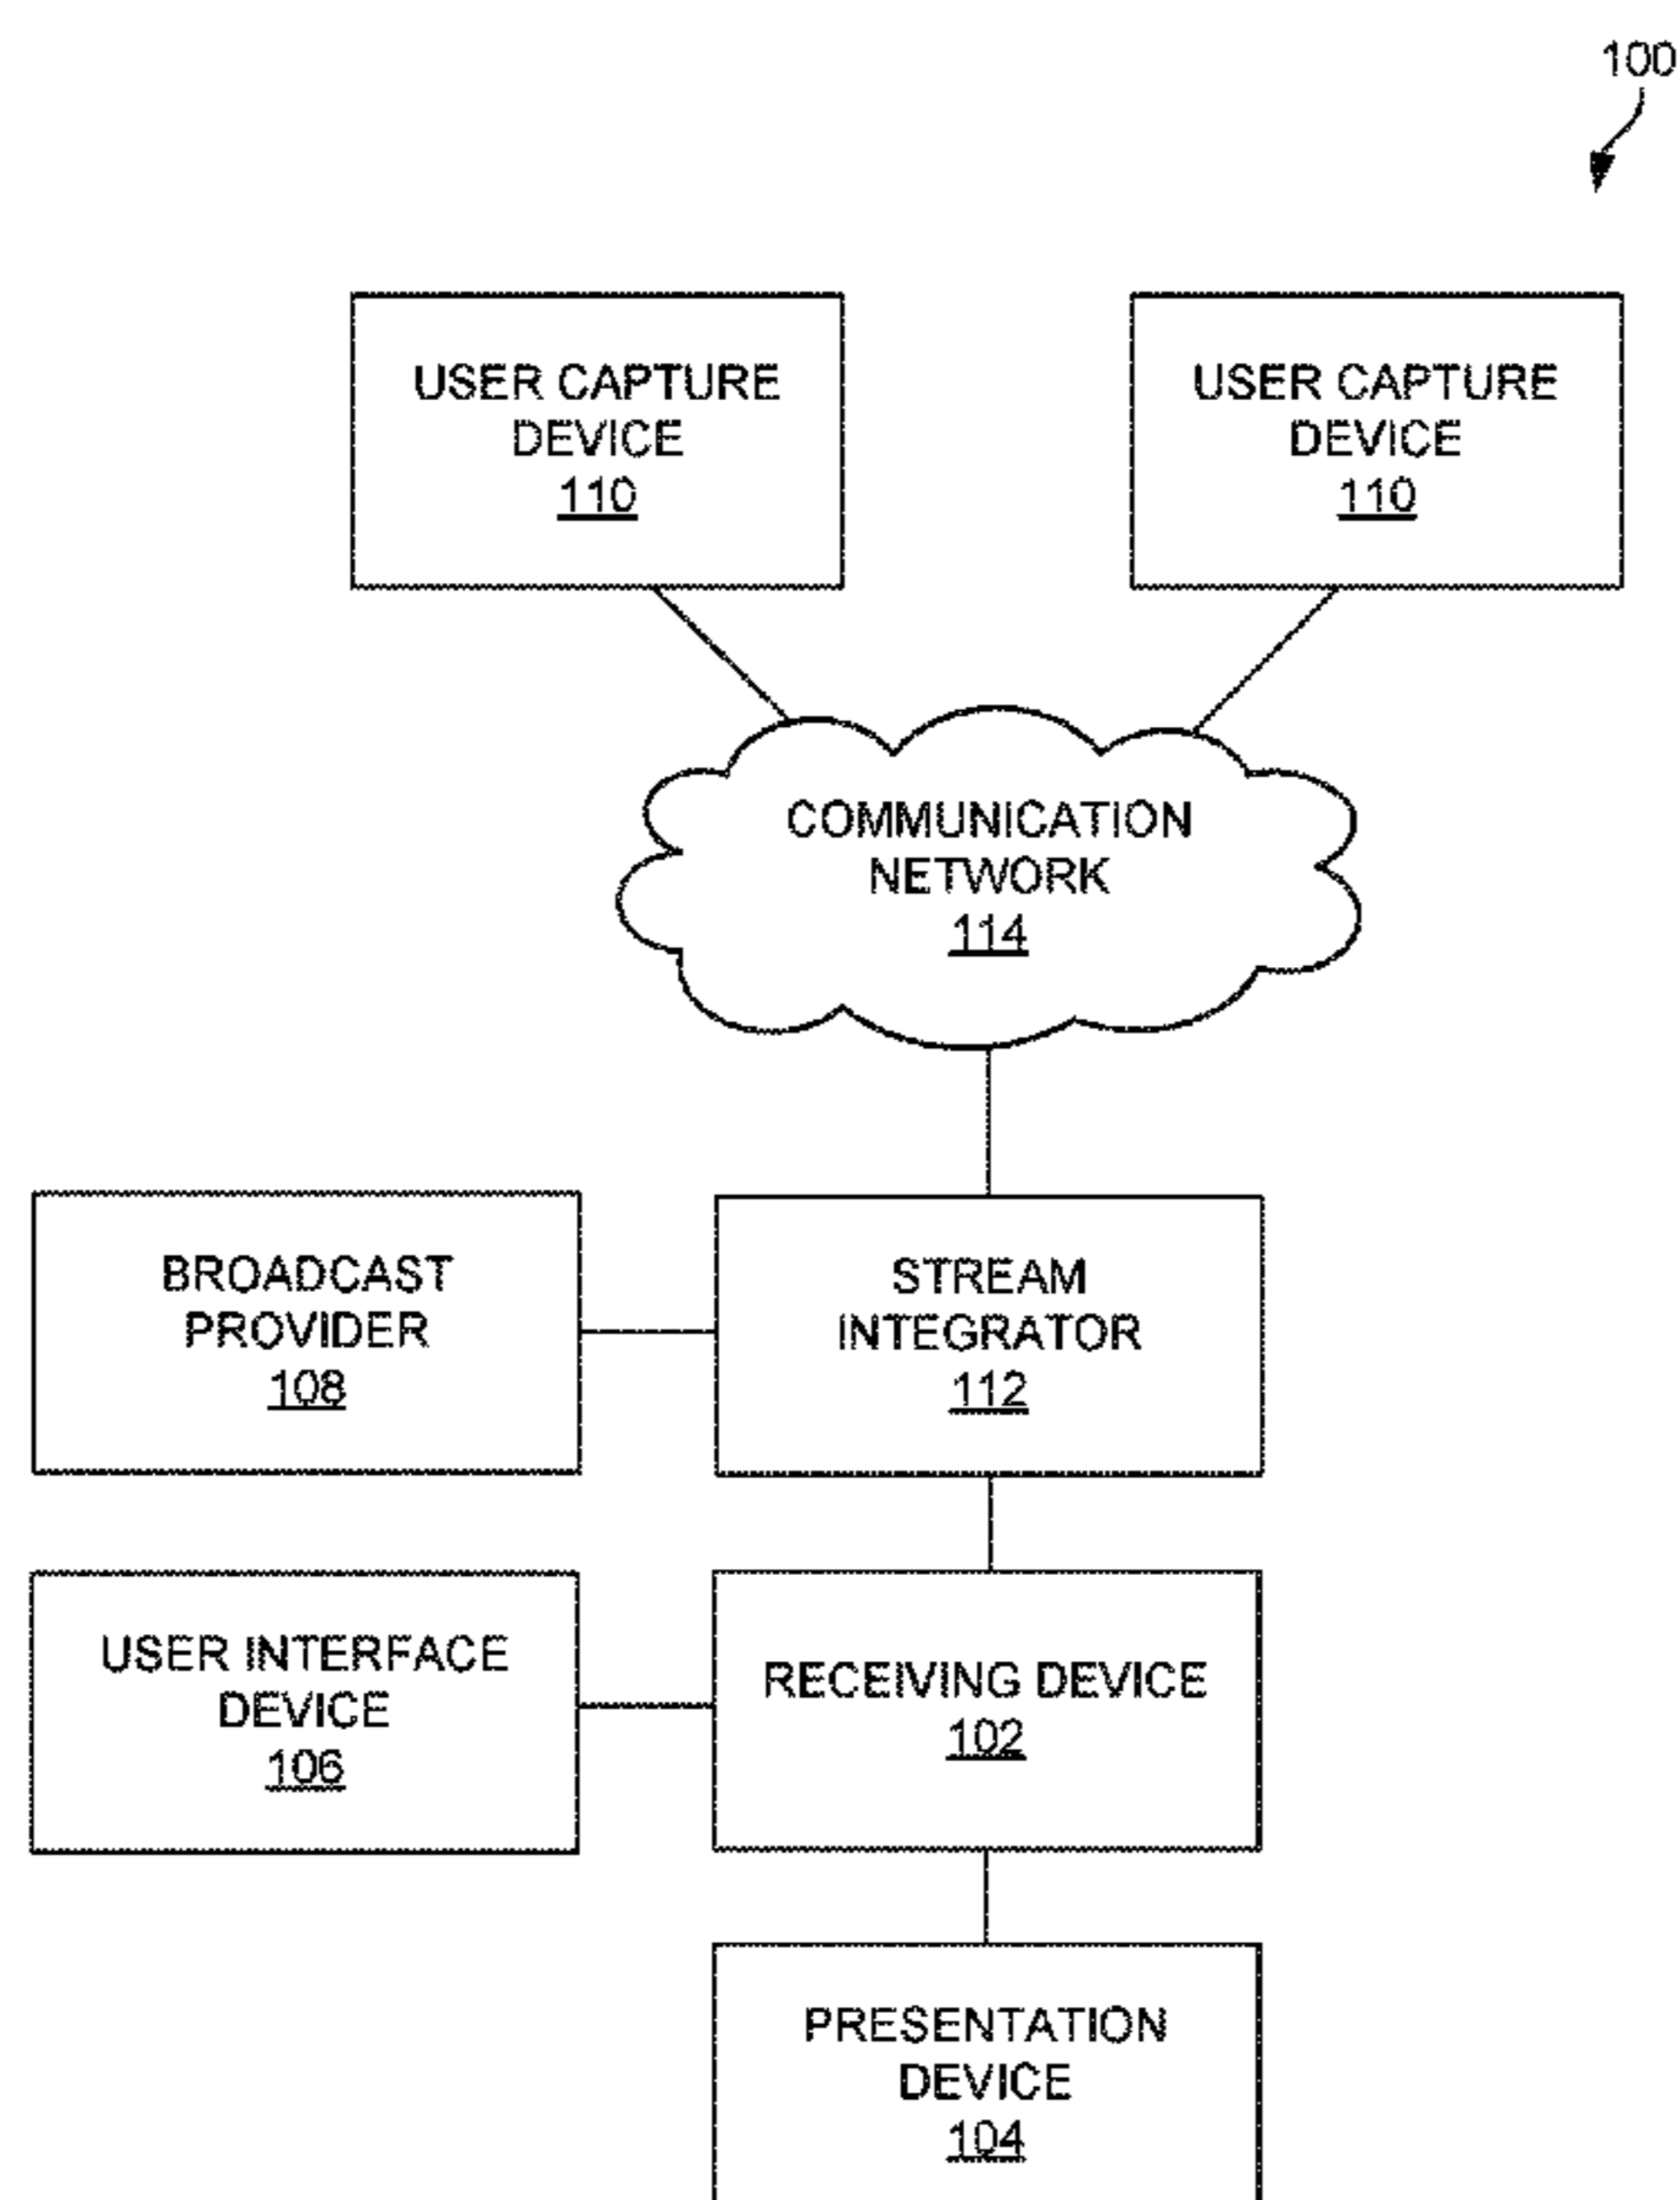 100
USER CAPTURE
DEVICE
110
USER CAPTURE
DEVICE
110
COMMUNICATION
NETWORK
114
BROADCAST
PROVIDER
108
STREAM
INTEGRATOR
112
USER INTERFACE
DEVICE
106
RECEIVING DEVICE
102
PRESENTATION
DEVICE
104